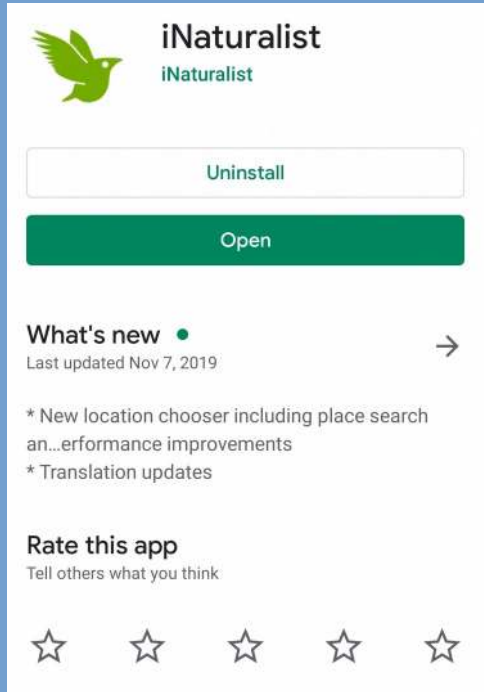 iNaturalist
iNaturalist
Uninstall
Open
What's new
Last updated Nov 7, 2019
* New location chooser including place search
an...erformance improvements
* Translation updates
Rate this app
Tell others what you think